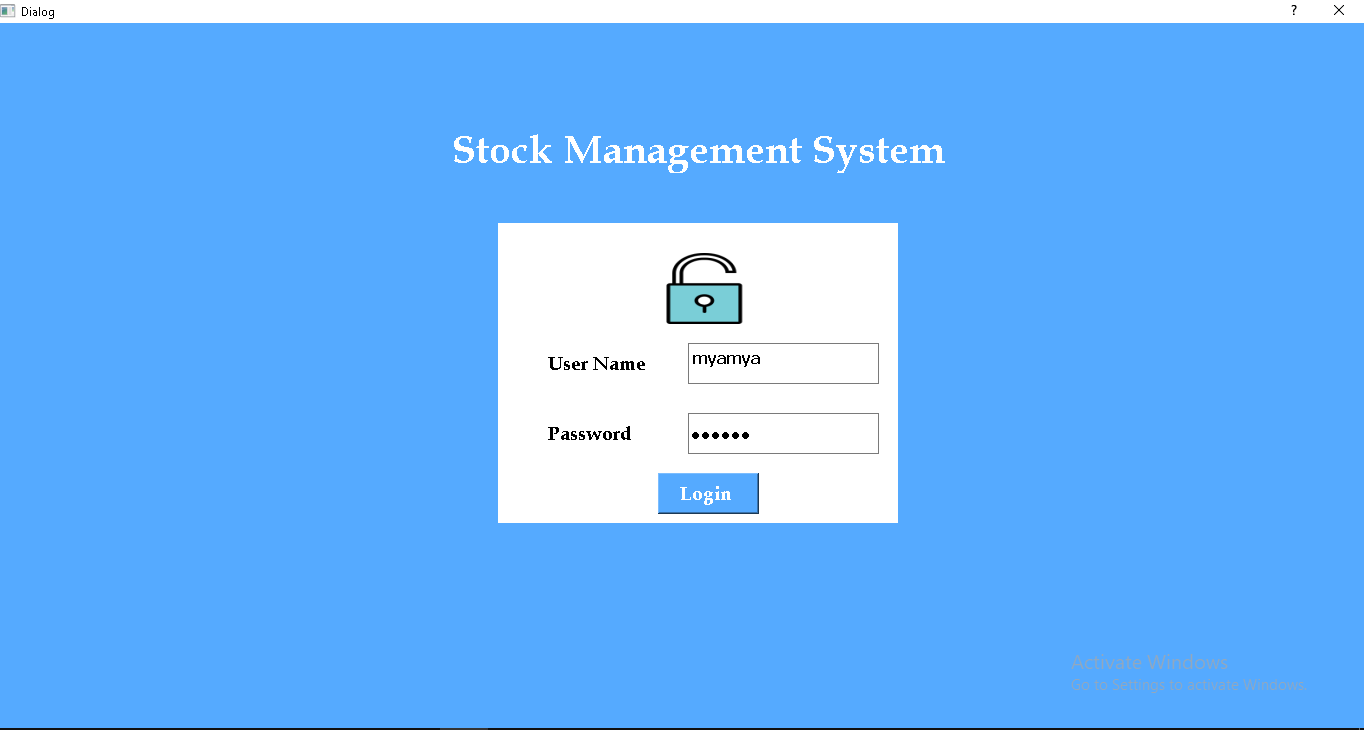 Dialog
?
Stock Management System
User Name
myamya
Password
••••••
Login
Activate Windows
Go to Settings to activate Windows.